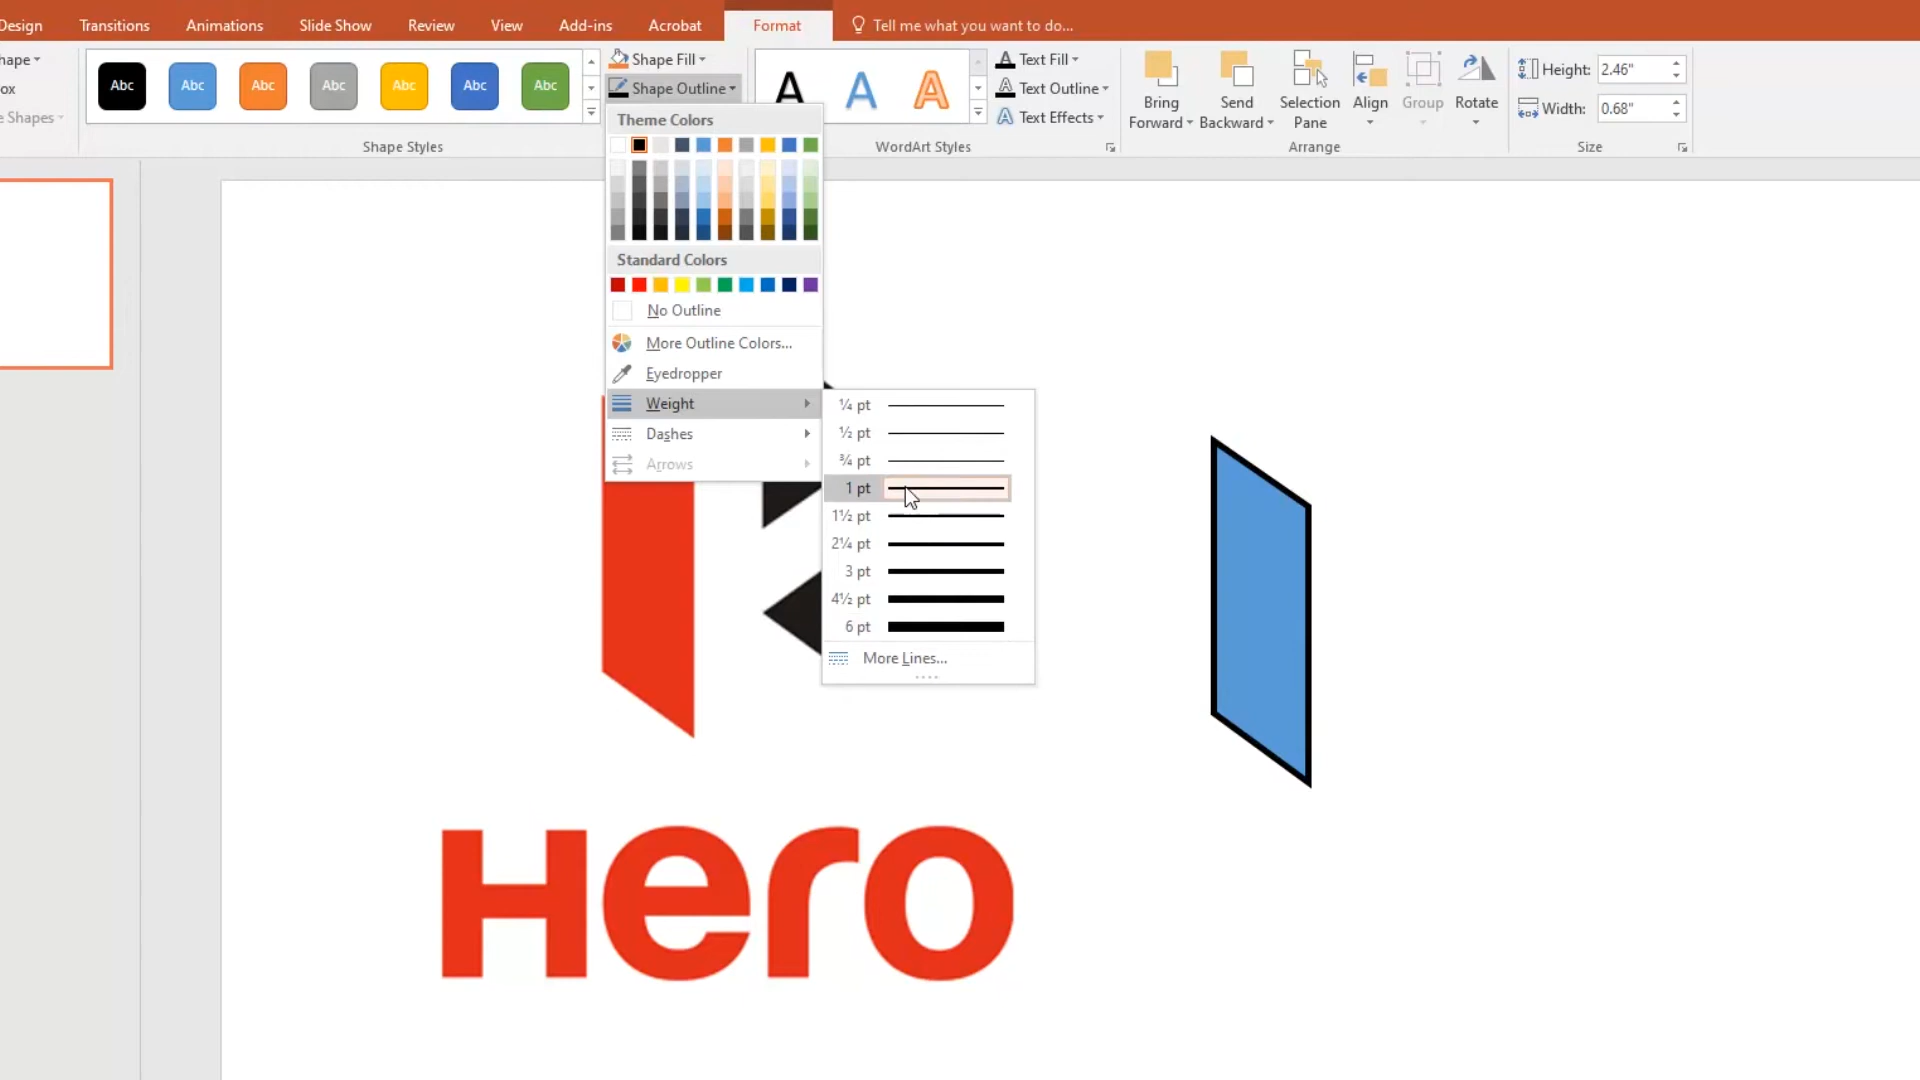 Design Transitions Animations Slide Show Review View Add-ins Acrobat Format Tell me what you want to do...
Abc Abc Abc Abc Abc Abc Abc
Shape Styles
Shape Fill
Shape Outline
A A A
WordArt Styles
Text Fill
Text Outline
Text Effects
Bring
Forward
Send
Backward
Selection
Pane
Align
Group
Rotate
Arrange
Height: 2.46"
Width: 0.68"
Size
Theme Colors
Standard Colors
No Outline
More Outline Colors...
Eyedropper
Weight
Dashes
Arrows
¼ pt
½ pt
¾ pt
1 pt
1½ pt
2¼ pt
3 pt
4½ pt
6 pt
More Lines...
Hero